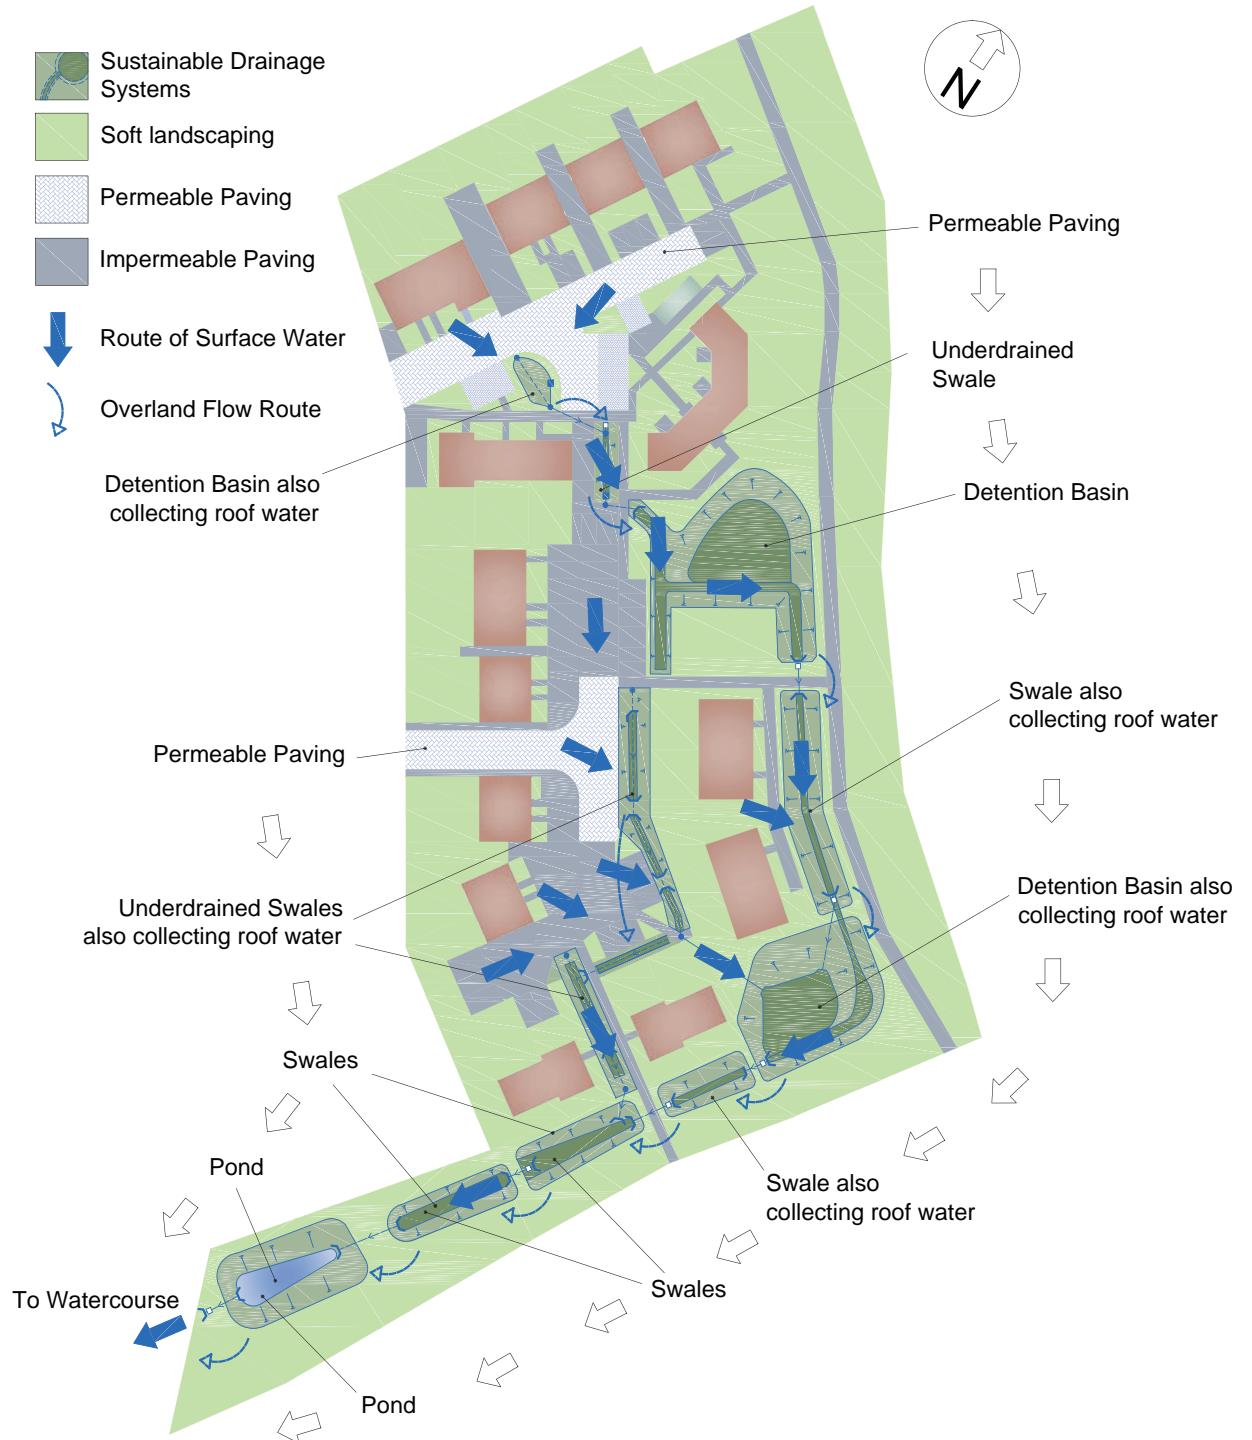 Sustainable Drainage
Systems
Soft landscaping
Permeable Paving
Impermeable Paving
Route of Surface Water
Overland Flow Route
N
Permeable Paving
Underdrained
Swale
Detention Basin also
collecting roof water
Detention Basin
Swale also
collecting roof water
Permeable Paving
Detention Basin also
collecting roof water
Underdrained Swales
also collecting roof water
Swales
Pond
Swale also
collecting roof water
Swales
To Watercourse
Pond